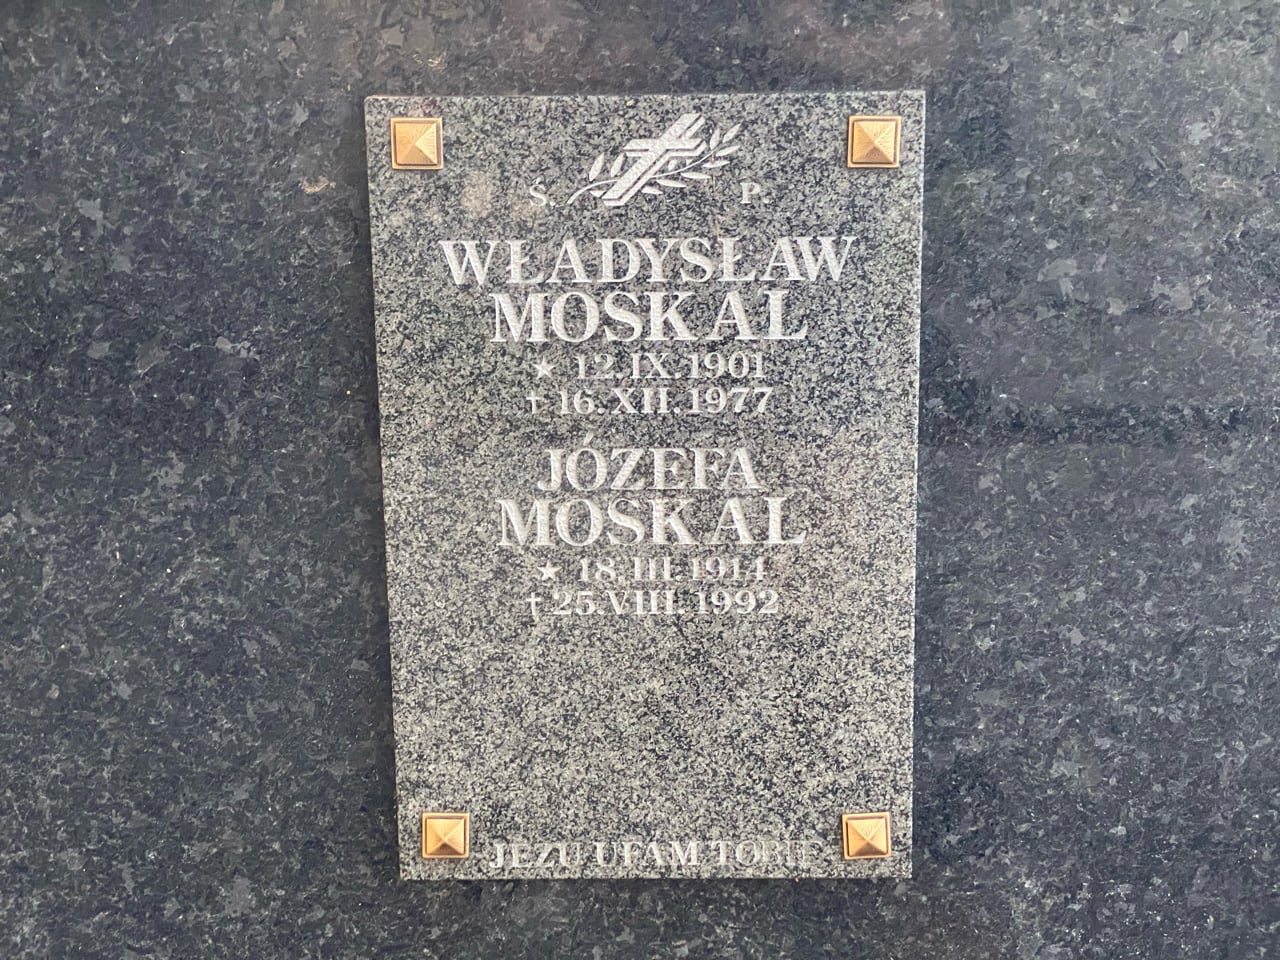 Ś. P.
WŁADYSŁAW
MOSKAL
★ 12.IX.1901
† 16.XII.1977
JÓZEFA
MOSKAL
★ 18.III.1914
† 25.VIII.1992
JEZU UFAM TOBIE